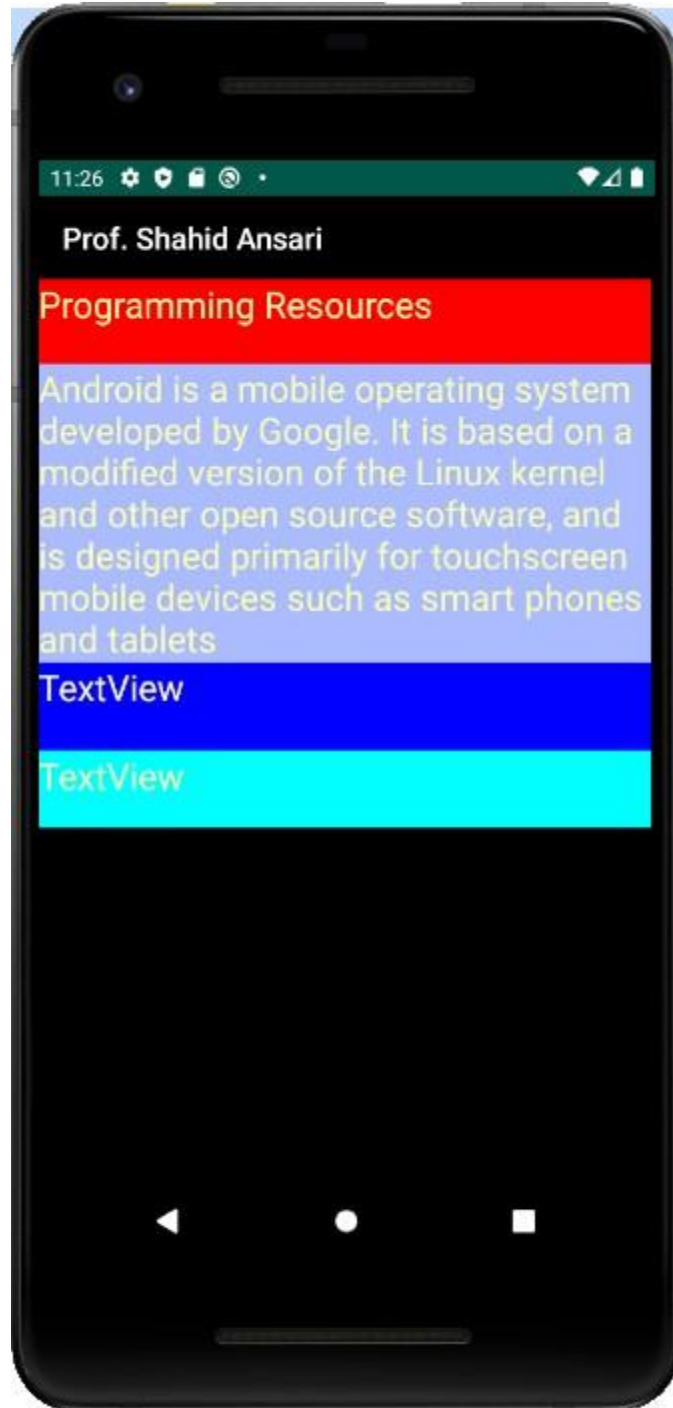 11:26
Prof. Shahid Ansari
Programming Resources
Android is a mobile operating system
developed by Google. It is based on a
modified version of the Linux kernel
and other open source software, and
is designed primarily for touchscreen
mobile devices such as smart phones
and tablets
TextView
TextView